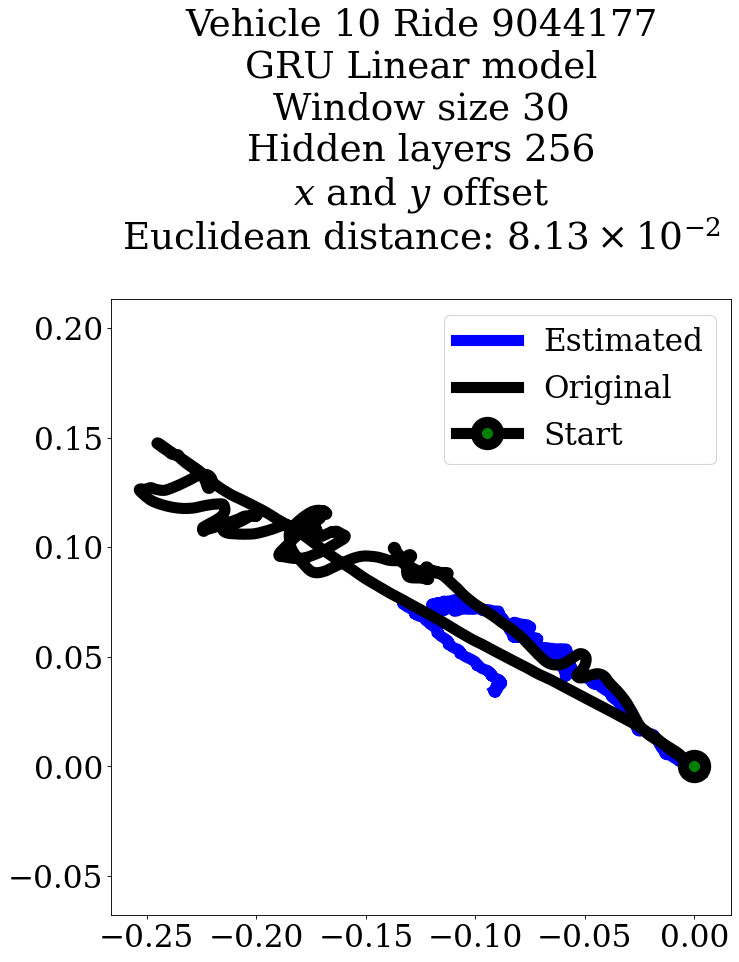 Vehicle 10 Ride 9044177
GRU Linear model
Window size 30
Hidden layers 256
x and y offset
Euclidean distance: 8.13 × 10⁻²
Estimated
Original
Start
0.20
0.15
0.10
0.05
0.00
−0.05
−0.25 −0.20 −0.15 −0.10 −0.05 0.00